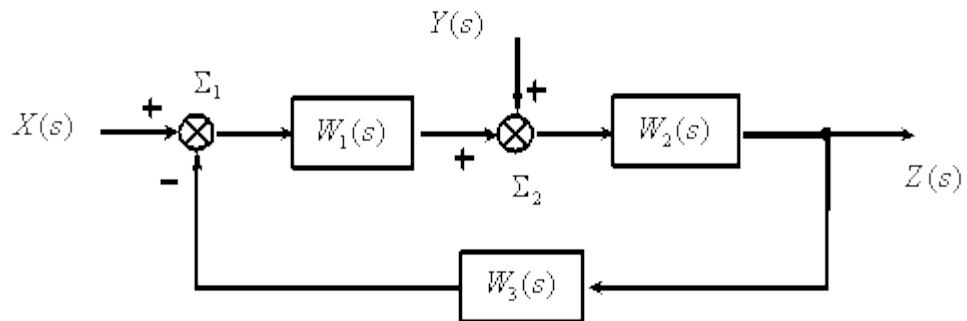 Y(s)
Σ₁
+
+
X(s)
W₁(s)
W₂(s)
+
−
Σ₂
Z(s)
W₃(s)